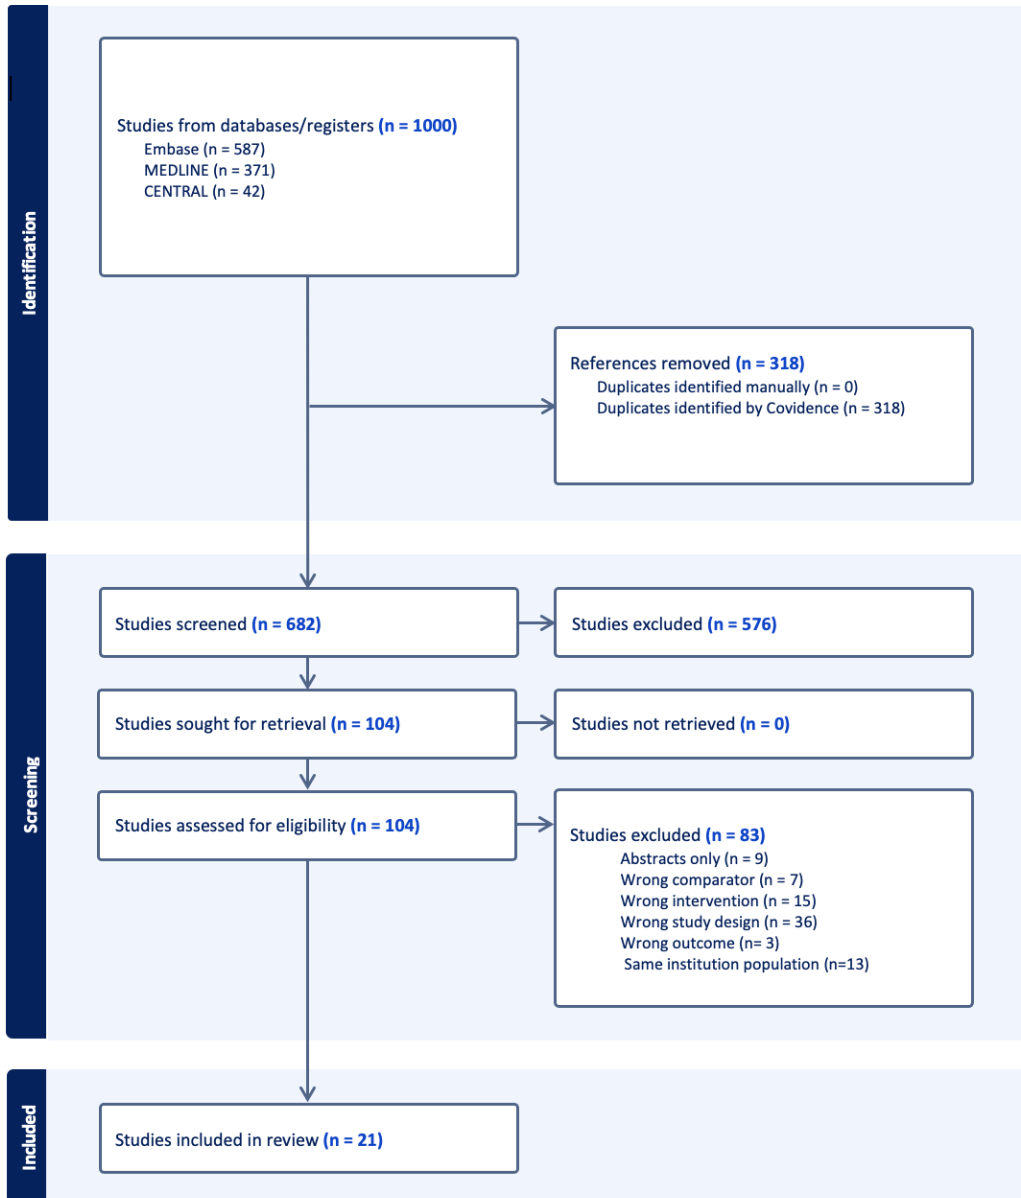 Identification
Studies from databases/registers (n = 1000)
Embase (n = 587)
MEDLINE (n = 371)
CENTRAL (n = 42)
References removed (n = 318)
Duplicates identified manually (n = 0)
Duplicates identified by Covidence (n = 318)
Screening
Studies screened (n = 682)
Studies excluded (n = 576)
Studies sought for retrieval (n = 104)
Studies not retrieved (n = 0)
Studies assessed for eligibility (n = 104)
Studies excluded (n = 83)
Abstracts only (n = 9)
Wrong comparator (n = 7)
Wrong intervention (n = 15)
Wrong study design (n = 36)
Wrong outcome (n= 3)
Same institution population (n=13)
Included
Studies included in review (n = 21)